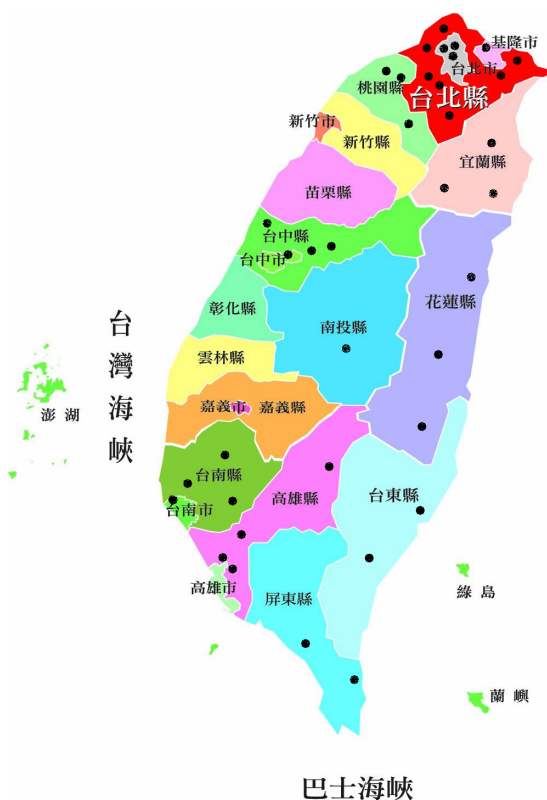 基隆市
台北市
桃園縣
台北縣
新竹市
新竹縣
宜蘭縣
苗栗縣
台中縣
台中市
花蓮縣
彰化縣
南投縣
台灣海峽
雲林縣
嘉義市
嘉義縣
澎湖
台南縣
台東縣
高雄縣
台南市
高雄市
屏東縣
綠島
蘭嶼
巴士海峽